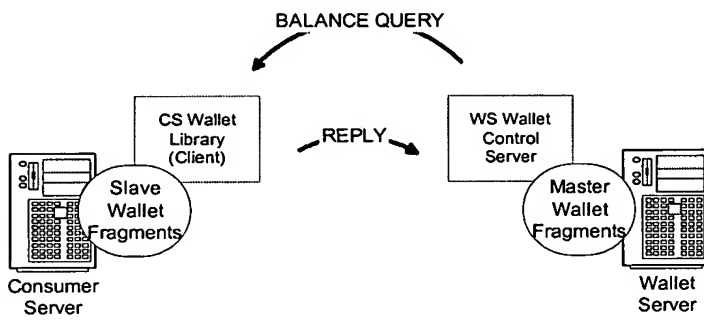 BALANCE QUERY
CS Wallet
Library
(Client)
REPLY
WS Wallet
Control
Server
Slave
Wallet
Fragments
Master
Wallet
Fragments
Consumer
Server
Wallet
Server